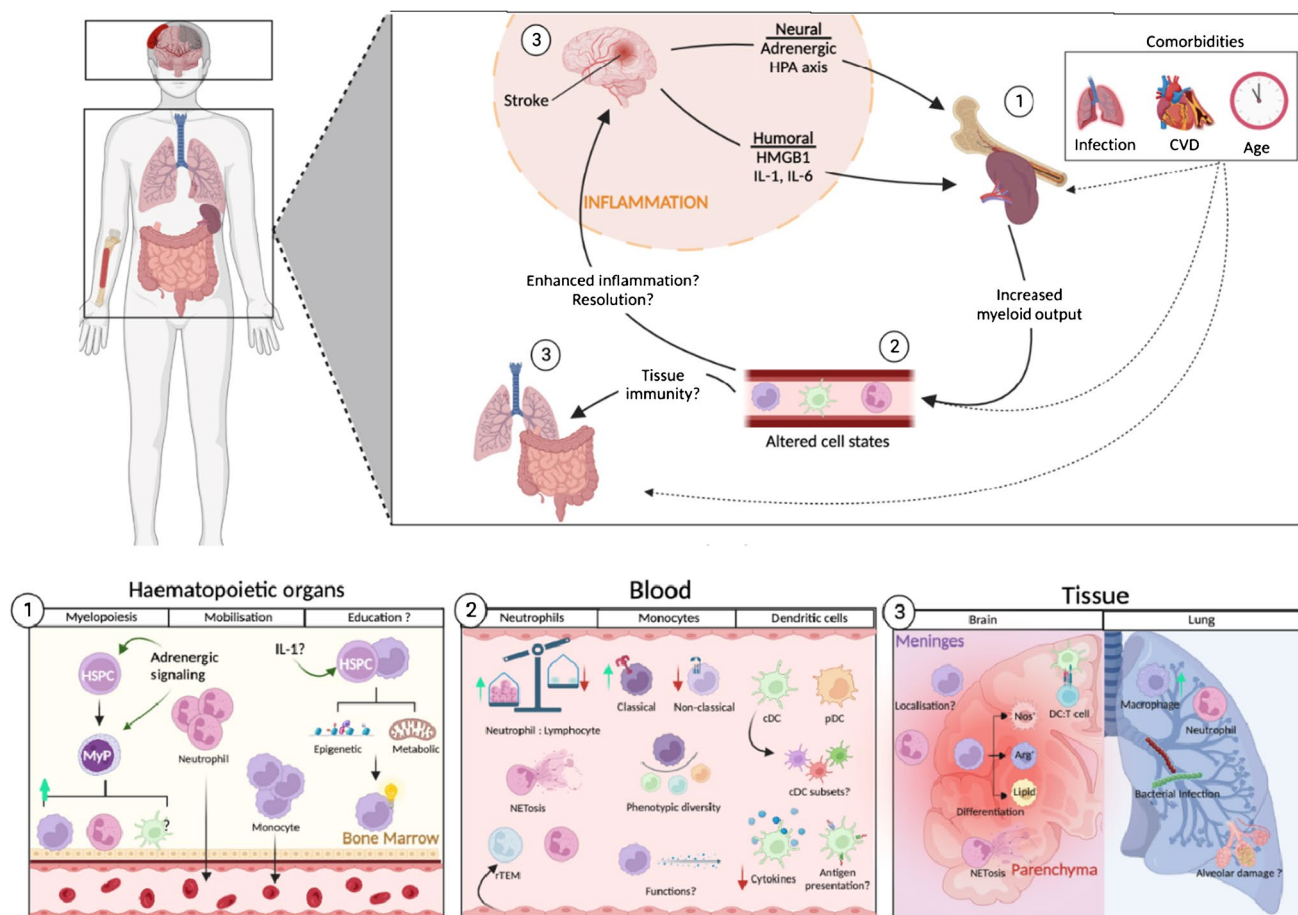 3
Stroke
Neural
Adrenergic
HPA axis
Humoral
HMGB1
IL-1, IL-6
INFLAMMATION
1
Comorbidities
Infection
CVD
Age
Enhanced inflammation?
Resolution?
Increased
myeloid output
3
Tissue
immunity?
2
Altered cell states
1
Haematopoietic organs
Myelopoiesis
Mobilisation
Education ?
HSPC
Adrenergic
signaling
IL-1?
HSPC
MyP
Neutrophil
Epigenetic
Metabolic
?
Monocyte
Bone Marrow
2
Blood
Neutrophils
Monocytes
Dendritic cells
Neutrophil : Lymphocyte
Classical
Non-classical
cDC
pDC
NETosis
Phenotypic diversity
cDC subsets?
rTEM
Functions?
Cytokines
Antigen
presentation?
3
Tissue
Brain
Lung
Meninges
Localisation?
DC:T cell
Nos+
Arg+
Lipid
Differentiation
NETosis
Parenchyma
Macrophage
Neutrophil
Bacterial Infection
Alveolar damage ?